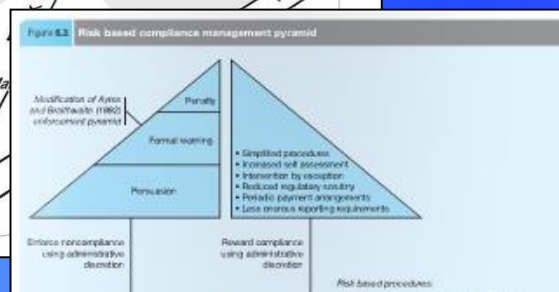 Figure 6.3 Risk based compliance management pyramid
Modification of Ayres
and Braithwaite (1992)
enforcement pyramid
Penalty
Formal warning
Persuasion
• Simplified procedures
• Increased self assessment
• Intervention by exception
• Reduced regulatory scrutiny
• Periodic payment arrangements
• Less onerous reporting requirements
Enforce noncompliance
using administrative
discretion
Reward compliance
using administrative
discretion
Risk based procedures